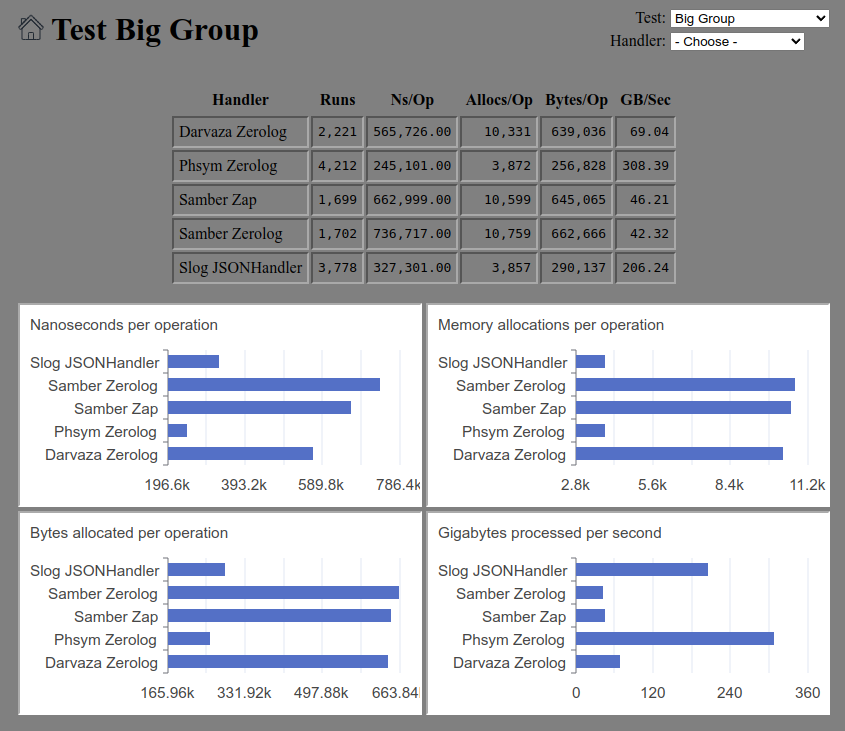 Test Big Group
Test: Big Group
Handler: - Choose -
Handler Runs Ns/Op Allocs/Op Bytes/Op GB/Sec
Darvaza Zerolog 2,221 565,726.00 10,331 639,036 69.04
Phsym Zerolog 4,212 245,101.00 3,872 256,828 308.39
Samber Zap 1,699 662,999.00 10,599 645,065 46.21
Samber Zerolog 1,702 736,717.00 10,759 662,666 42.32
Slog JSONHandler 3,778 327,301.00 3,857 290,137 206.24
Nanoseconds per operation
Slog JSONHandler
Samber Zerolog
Samber Zap
Phsym Zerolog
Darvaza Zerolog
196.6k 393.2k 589.8k 786.4k
Memory allocations per operation
Slog JSONHandler
Samber Zerolog
Samber Zap
Phsym Zerolog
Darvaza Zerolog
2.8k 5.6k 8.4k 11.2k
Bytes allocated per operation
Slog JSONHandler
Samber Zerolog
Samber Zap
Phsym Zerolog
Darvaza Zerolog
165.96k 331.92k 497.88k 663.84
Gigabytes processed per second
Slog JSONHandler
Samber Zerolog
Samber Zap
Phsym Zerolog
Darvaza Zerolog
0 120 240 360